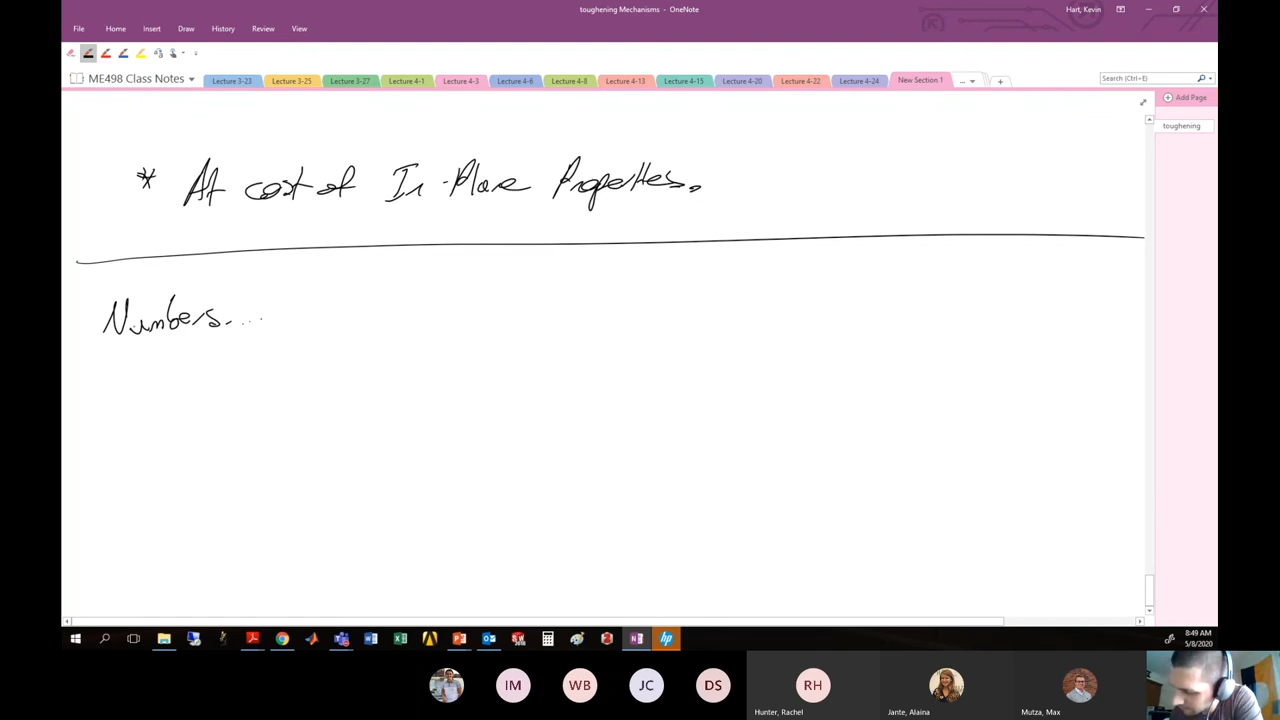 toughening Mechanisms - OneNote
Hart, Kevin
File Home Insert Draw History Review View
ME498 Class Notes
Lecture 3-23 Lecture 3-25 Lecture 3-27 Lecture 4-1 Lecture 4-3 Lecture 4-6 Lecture 4-8 Lecture 4-13 Lecture 4-15 Lecture 4-20 Lecture 4-22 Lecture 4-24 New Section 1 ...
Search (Ctrl+E)
Add Page
toughening
* At cost of In-Plane Properties.
Numbers....
8:49 AM
5/8/2020
IM WB JC DS RH
Hunter, Rachel
Jante, Alaina
Mutza, Max